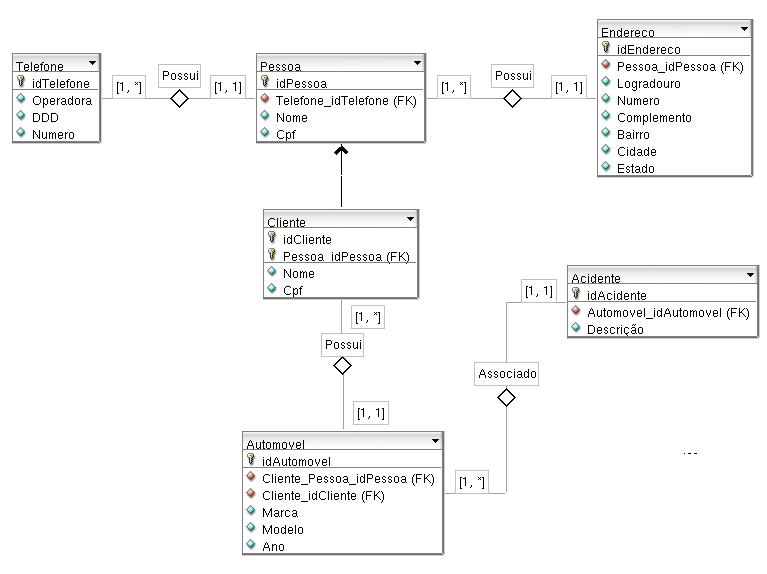 Telefone
idTelefone
Operadora
DDD
Numero
[1, *]
Possui
[1, 1]
Pessoa
idPessoa
Telefone_idTelefone (FK)
Nome
Cpf
[1, *]
Possui
[1, 1]
Endereco
idEndereco
Pessoa_idPessoa (FK)
Logradouro
Numero
Complemento
Bairro
Cidade
Estado
Cliente
idCliente
Pessoa_idPessoa (FK)
Nome
Cpf
[1, *]
Possui
[1, 1]
Automovel
idAutomovel
Cliente_Pessoa_idPessoa (FK)
Cliente_idCliente (FK)
Marca
Modelo
Ano
[1, *]
Associado
[1, 1]
Acidente
idAcidente
Automovel_idAutomovel (FK)
Descrição